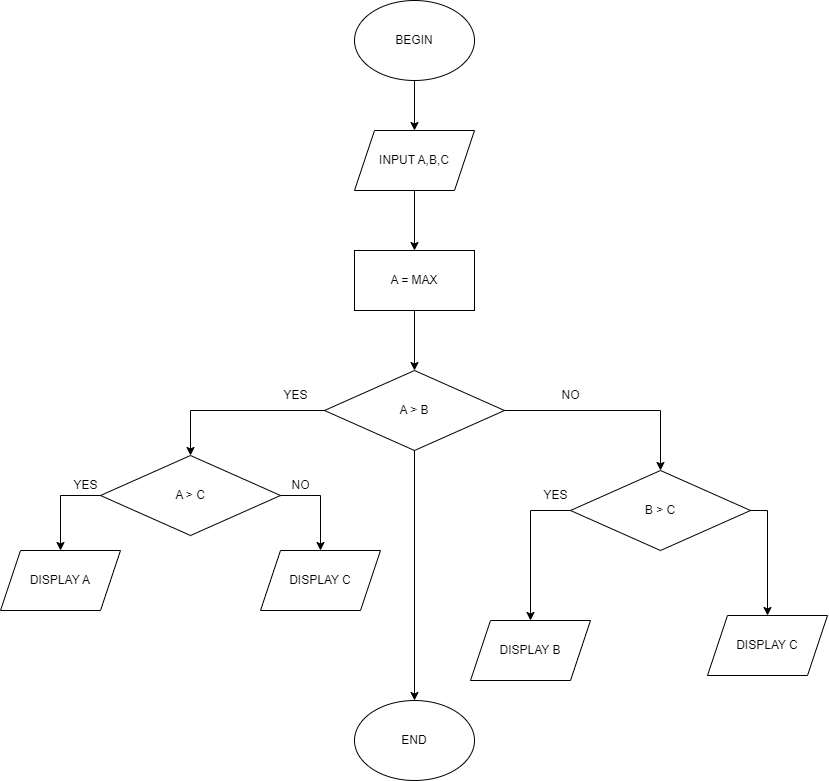 BEGIN
INPUT A,B,C
A = MAX
YES
A > B
NO
YES
A > C
NO
YES
B > C
DISPLAY A
DISPLAY C
DISPLAY B
DISPLAY C
END